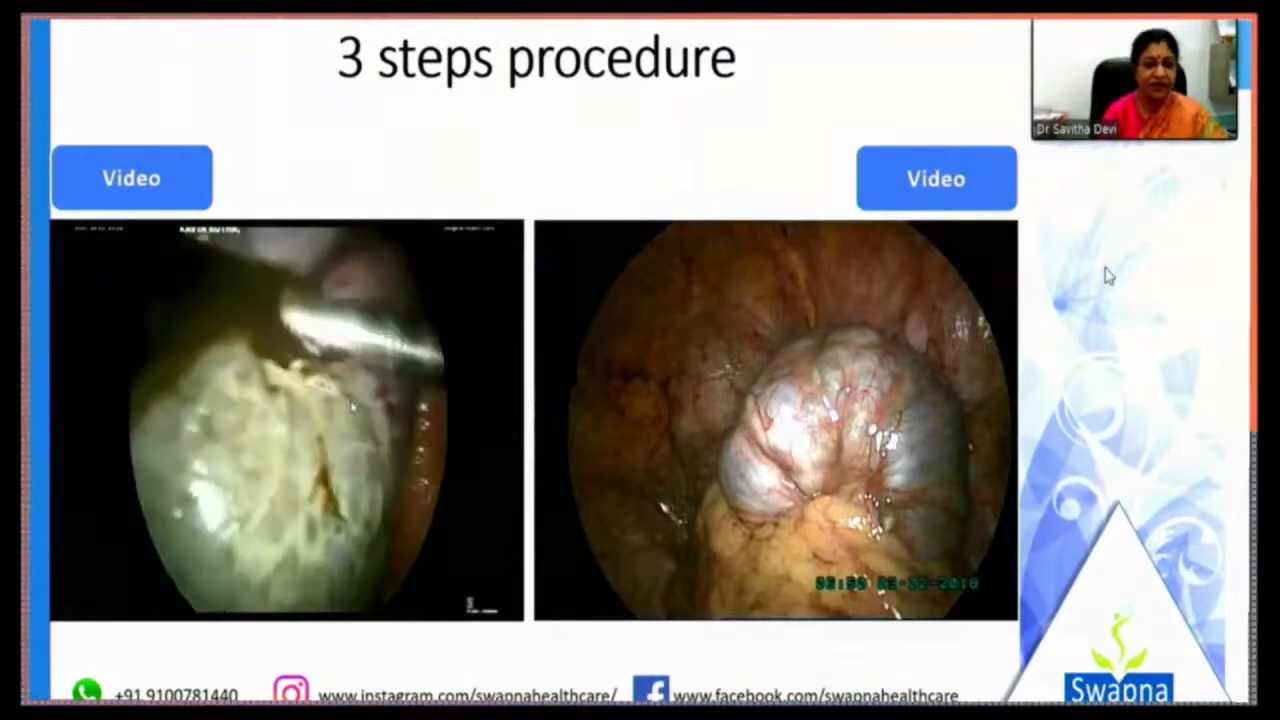 3 steps procedure
Dr Savitha Devi
Video
Video
+91 9100781440
www.instagram.com/swapnahealthcare/
www.facebook.com/swapnahealthcare
Swapna